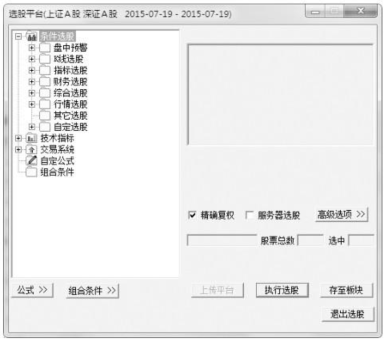 选股平台(上证A股 深证A股 2015-07-19 - 2015-07-19)
条件选股
盘中预警
K线选股
指标选股
财务选股
综合选股
行情选股
其它选股
自定选股
技术指标
交易系统
自定公式
组合条件
精确复权 服务器选股 高级选项 >>
股票总数 选中
公式 >> 组合条件 >> 上传平台 执行选股 存至板块
退出选股